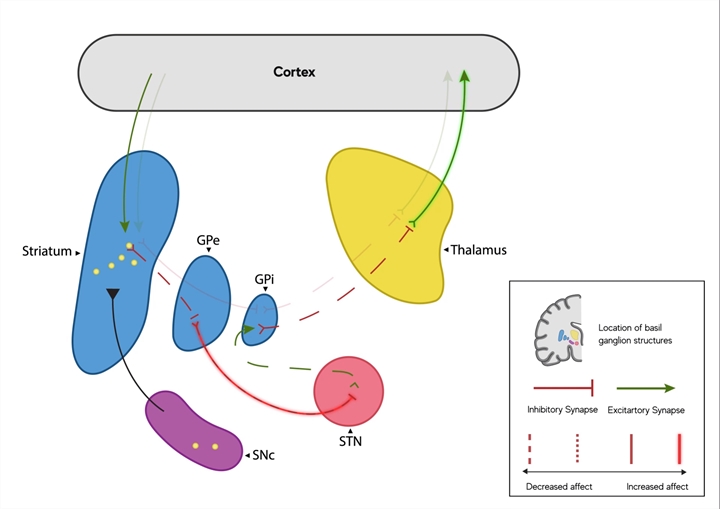 Cortex
Striatum
GPe
GPi
Thalamus
STN
SNc
Location of basil
ganglion structures
Inhibitory Synapse
Excitartory Synapse
Decreased affect
Increased affect